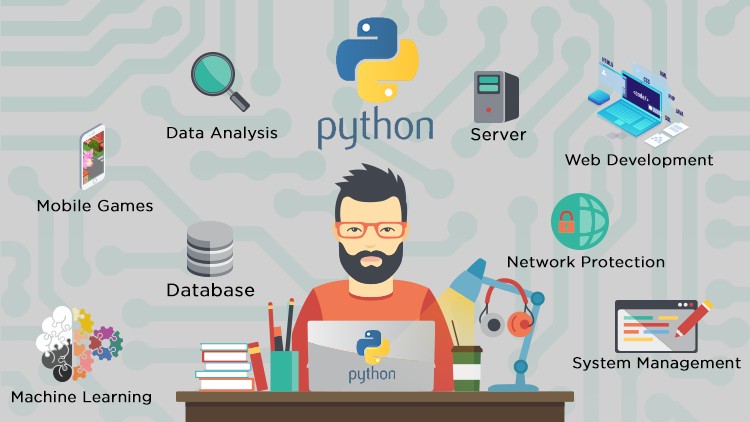 python
Data Analysis
Server
Web Development
Mobile Games
Network Protection
Database
System Management
python
Machine Learning